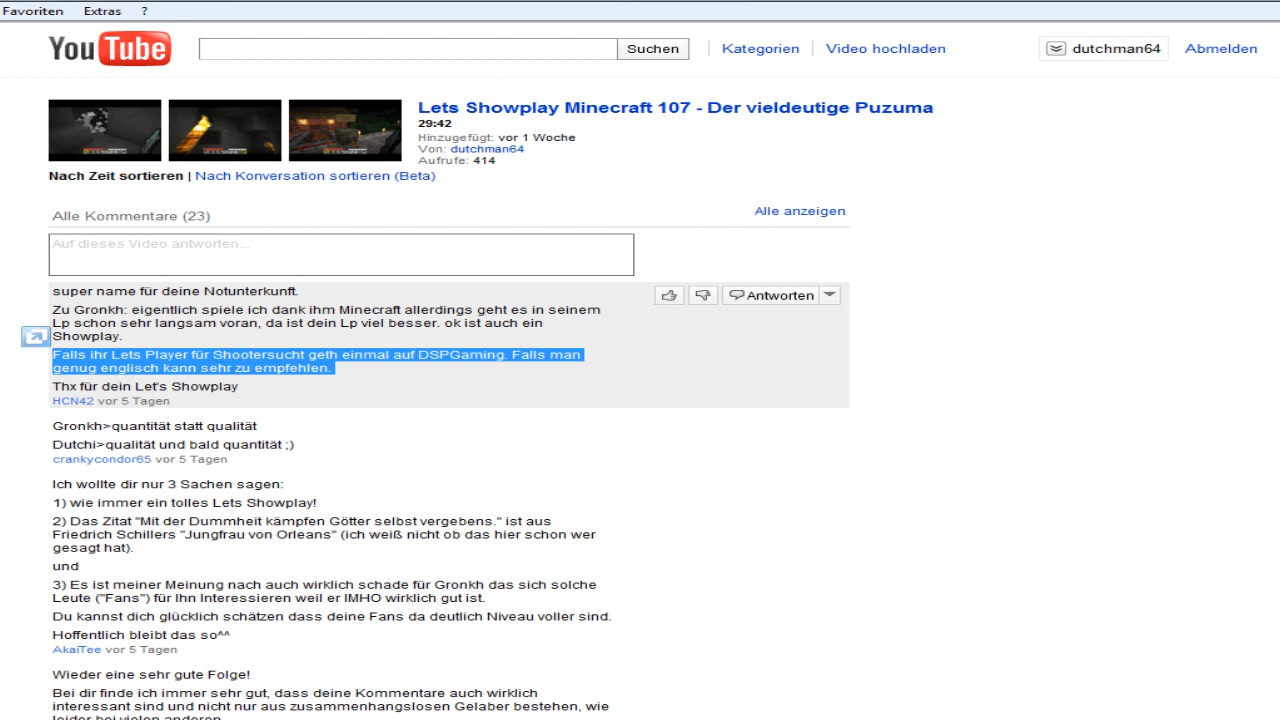 Favoriten Extras ?
YouTube Suchen Kategorien Video hochladen dutchman64 Abmelden
Lets Showplay Minecraft 107 - Der vieldeutige Puzuma
29:42
Hinzugefügt: vor 1 Woche
Von: dutchman64
Aufrufe: 414
Nach Zeit sortieren | Nach Konversation sortieren (Beta)
Alle Kommentare (23) Alle anzeigen
Auf dieses Video antworten...
super name für deine Notunterkunft. Antworten
Zu Gronkh: eigentlich spiele ich dank ihm Minecraft allerdings geht es in seinem
Lp schon sehr langsam voran, da ist dein Lp viel besser. ok ist auch ein
Showplay.
Falls ihr Lets Player für Shootersucht geth einmal auf DSPGaming. Falls man
genug englisch kann sehr zu empfehlen.
Thx für dein Let's Showplay
HCN42 vor 5 Tagen
Gronkh>quantität statt qualität
Dutchi>qualität und bald quantität ;)
crankycondor65 vor 5 Tagen
Ich wollte dir nur 3 Sachen sagen:
1) wie immer ein tolles Lets Showplay!
2) Das Zitat "Mit der Dummheit kämpfen Götter selbst vergebens." ist aus
Friedrich Schillers "Jungfrau von Orleans" (ich weiß nicht ob das hier schon wer
gesagt hat).
und
3) Es ist meiner Meinung nach auch wirklich schade für Gronkh das sich solche
Leute ("Fans") für Ihn Interessieren weil er IMHO wirklich gut ist.
Du kannst dich glücklich schätzen dass deine Fans da deutlich Niveau voller sind.
Hoffentlich bleibt das so^^
AkaiTee vor 5 Tagen
Wieder eine sehr gute Folge!
Bei dir finde ich immer sehr gut, dass deine Kommentare auch wirklich
interessant sind und nicht nur aus zusammenhangslosen Gelaber bestehen, wie
leider bei vielen anderen.